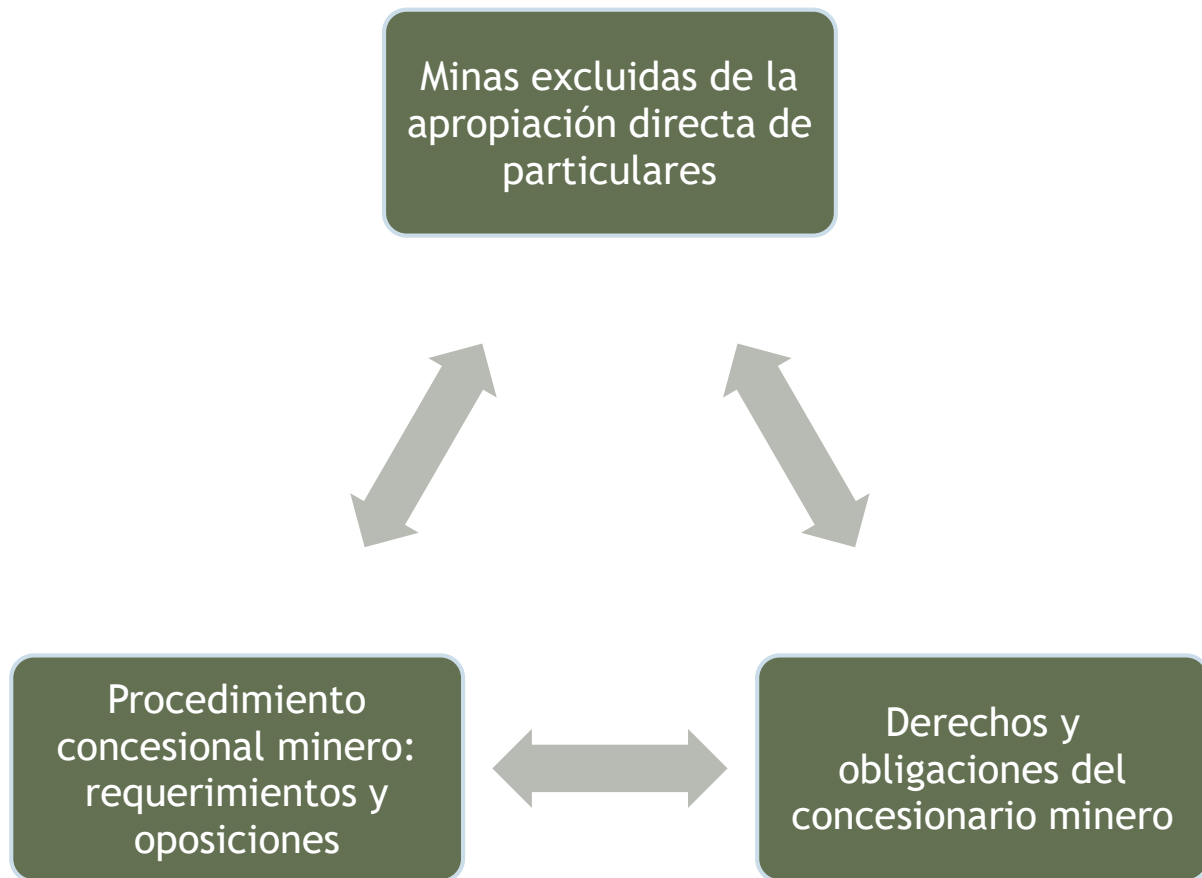 Minas excluidas de la
apropiación directa de
particulares
Procedimiento
concesional minero:
requerimientos y
oposiciones
Derechos y
obligaciones del
concesionario minero